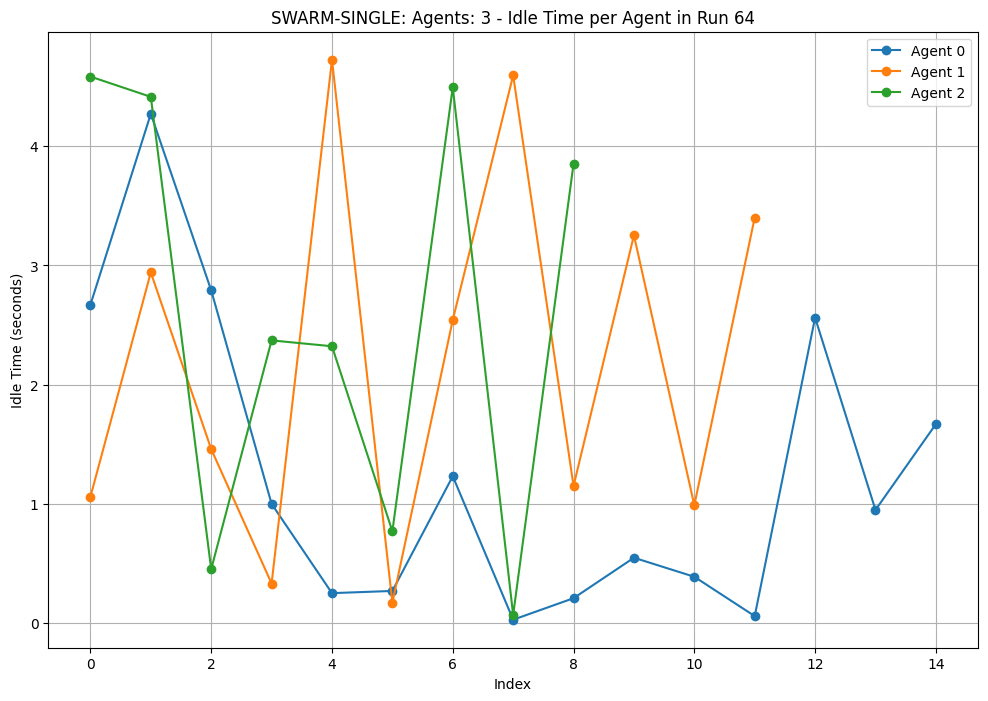 SWARM-SINGLE: Agents: 3 - Idle Time per Agent in Run 64
Agent 0
Agent 1
Agent 2
Idle Time (seconds)
4
3
2
1
0
0 2 4 6 8 10 12 14
Index